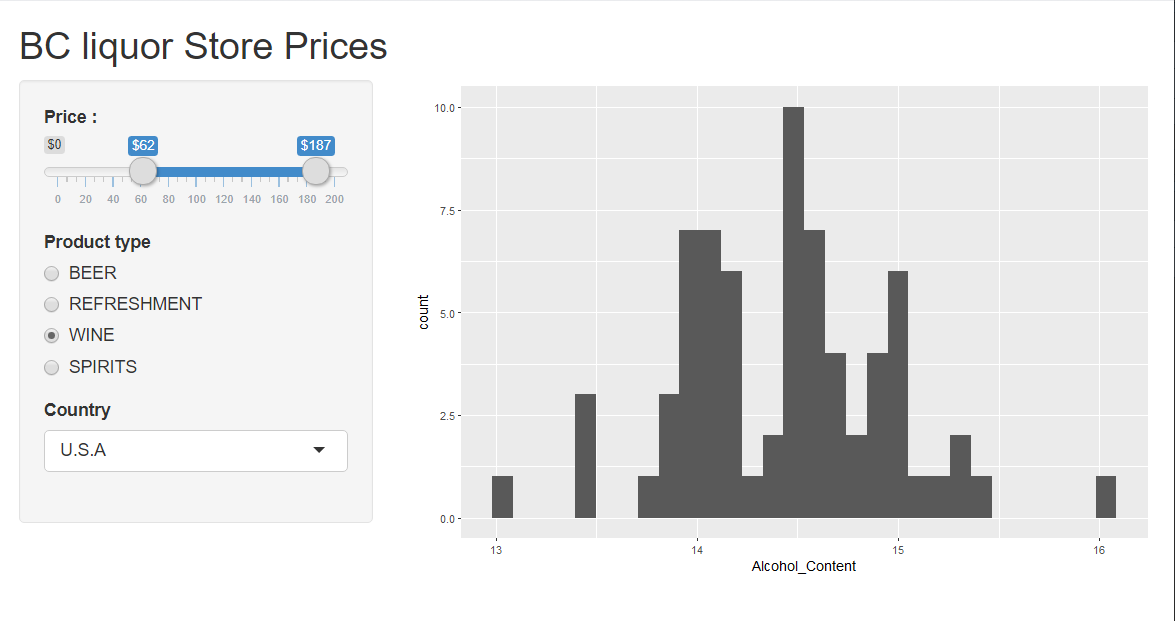 BC liquor Store Prices
Price :
$0 $62 $187
0 20 40 60 80 100 120 140 160 180 200
Product type
BEER
REFRESHMENT
WINE
SPIRITS
Country
U.S.A
10.0
7.5
5.0
2.5
0.0
count
13 14 15 16
Alcohol_Content